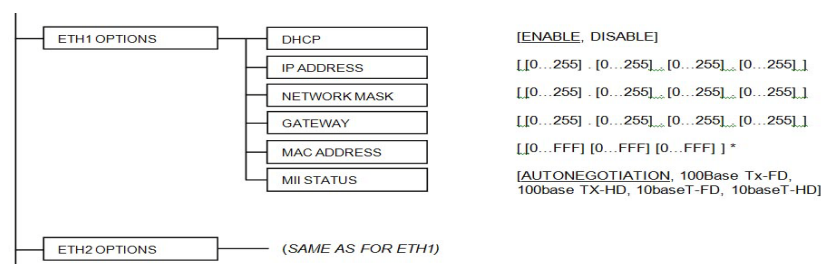 ETH1 OPTIONS DHCP [ENABLE, DISABLE]
IP ADDRESS [ [0...255] . [0...255] . [0...255] . [0...255] ]
NETWORK MASK [ [0...255] . [0...255] . [0...255] . [0...255] ]
GATEWAY [ [0...255] . [0...255] . [0...255] . [0...255] ]
MAC ADDRESS [ [0...FFF] [0...FFF] [0...FFF] ] *
MII STATUS [AUTONEGOTIATION, 100Base Tx-FD,
100base TX-HD, 10baseT-FD, 10baseT-HD]
ETH2 OPTIONS (SAME AS FOR ETH1)